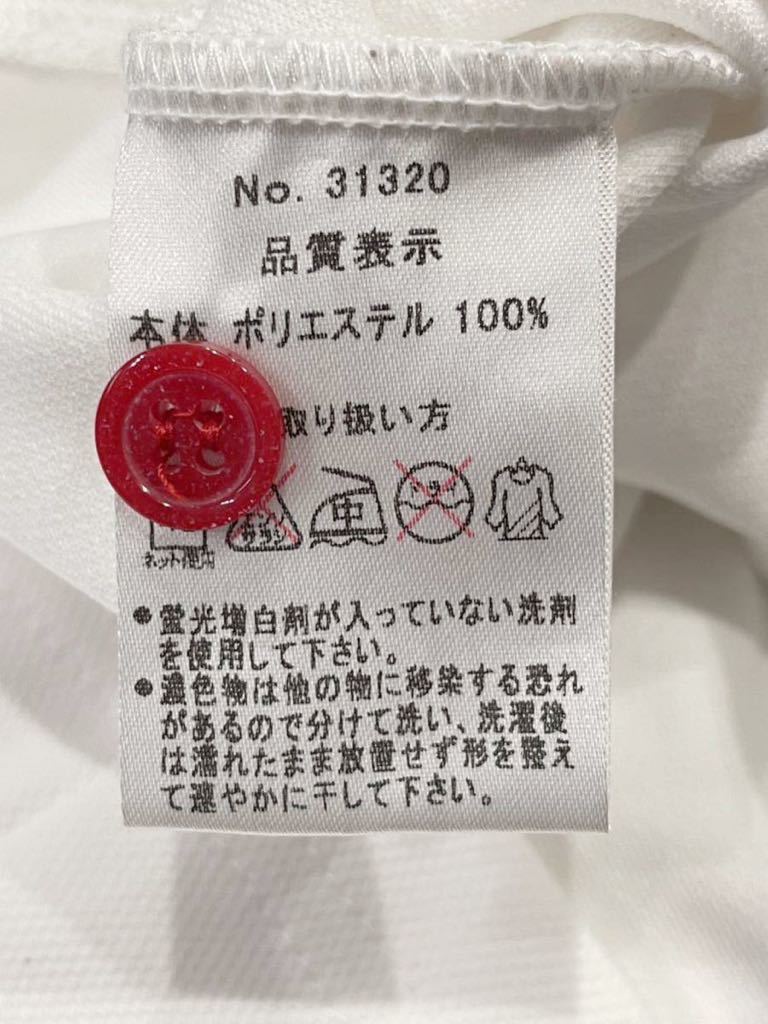 No. 31320
品質表示
本体 ポリエステル 100%
取り扱い方
中
ネット使用
●蛍光増白剤が入っていない洗剤
を使用して下さい。
●濃色物は他の物に移染する恐れ
があるので分けて洗い、洗濯後
は濡れたまま放置せず形を整え
て速やかに干して下さい。